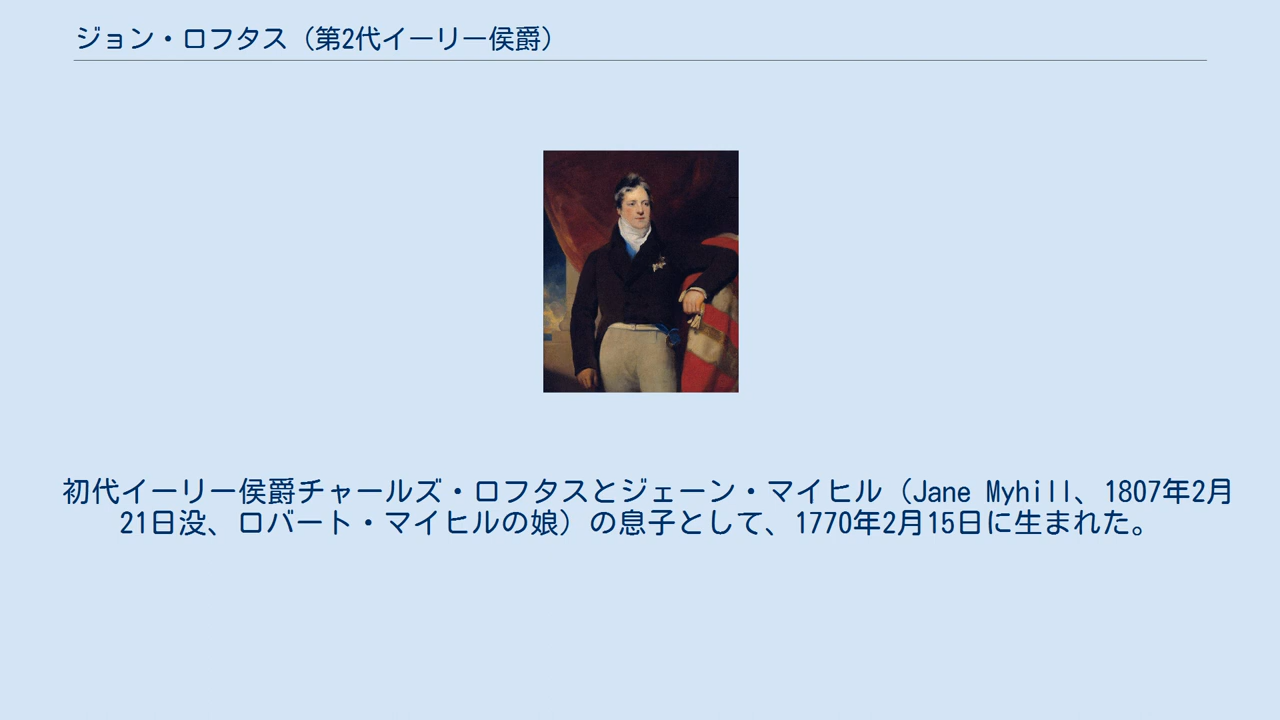 ジョン・ロフタス（第2代イーリー侯爵）
初代イーリー侯爵チャールズ・ロフタスとジェーン・マイヒル（Jane Myhill、1807年2月
21日没、ロバート・マイヒルの娘）の息子として、1770年2月15日に生まれた。